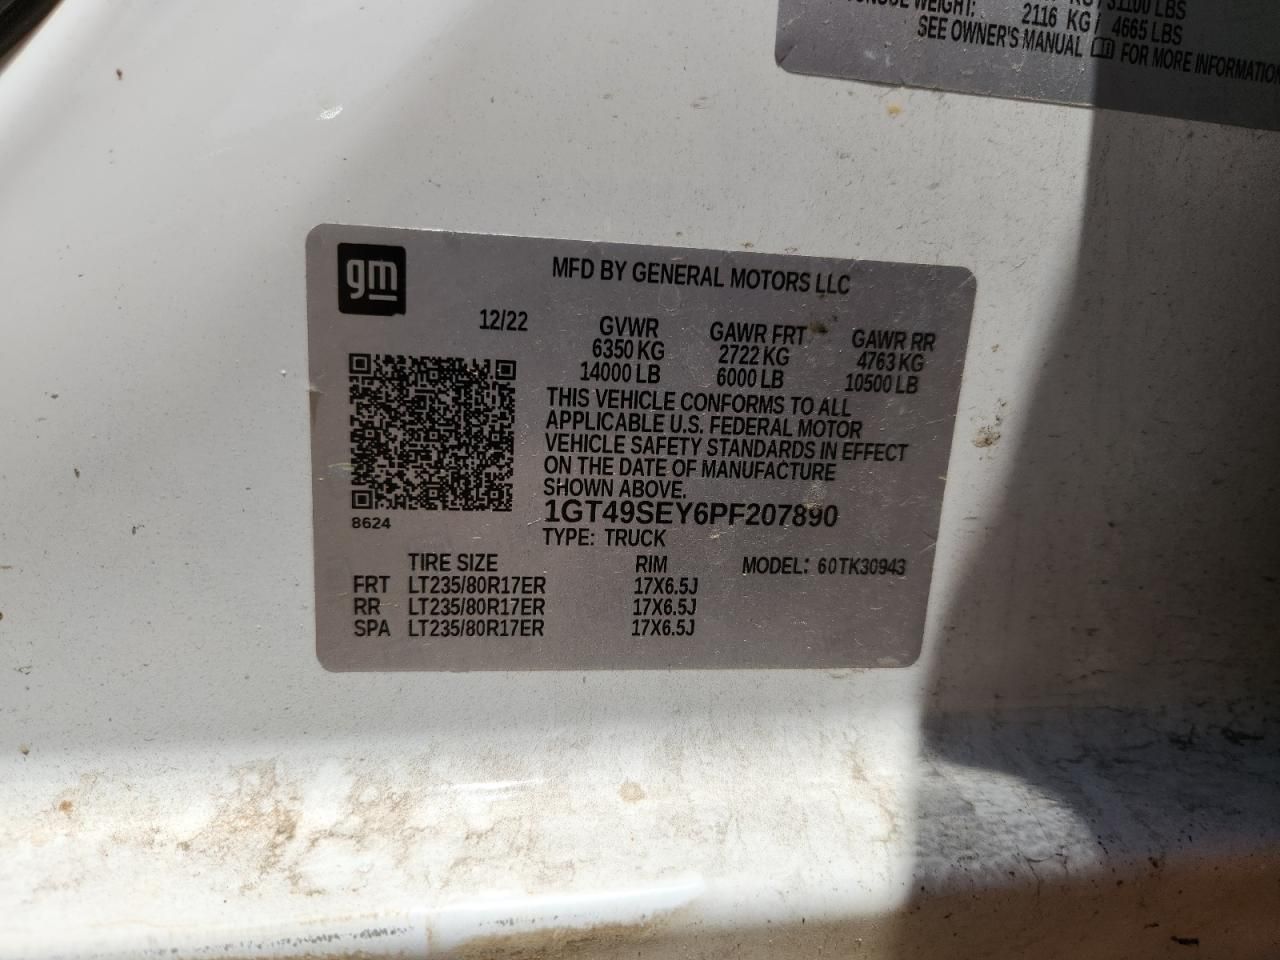 31100 LBS
WEIGHT: 2116 KG / 4665 LBS
SEE OWNER'S MANUAL FOR MORE INFORMATION
gm
MFD BY GENERAL MOTORS LLC
12/22 GVWR GAWR FRT GAWR RR
6350 KG 2722 KG 4763 KG
14000 LB 6000 LB 10500 LB
THIS VEHICLE CONFORMS TO ALL
APPLICABLE U.S. FEDERAL MOTOR
VEHICLE SAFETY STANDARDS IN EFFECT
ON THE DATE OF MANUFACTURE
SHOWN ABOVE.
8624
1GT49SEY6PF207890
TYPE: TRUCK
TIRE SIZE RIM MODEL: 60TK30943
FRT LT235/80R17ER 17X6.5J
RR LT235/80R17ER 17X6.5J
SPA LT235/80R17ER 17X6.5J